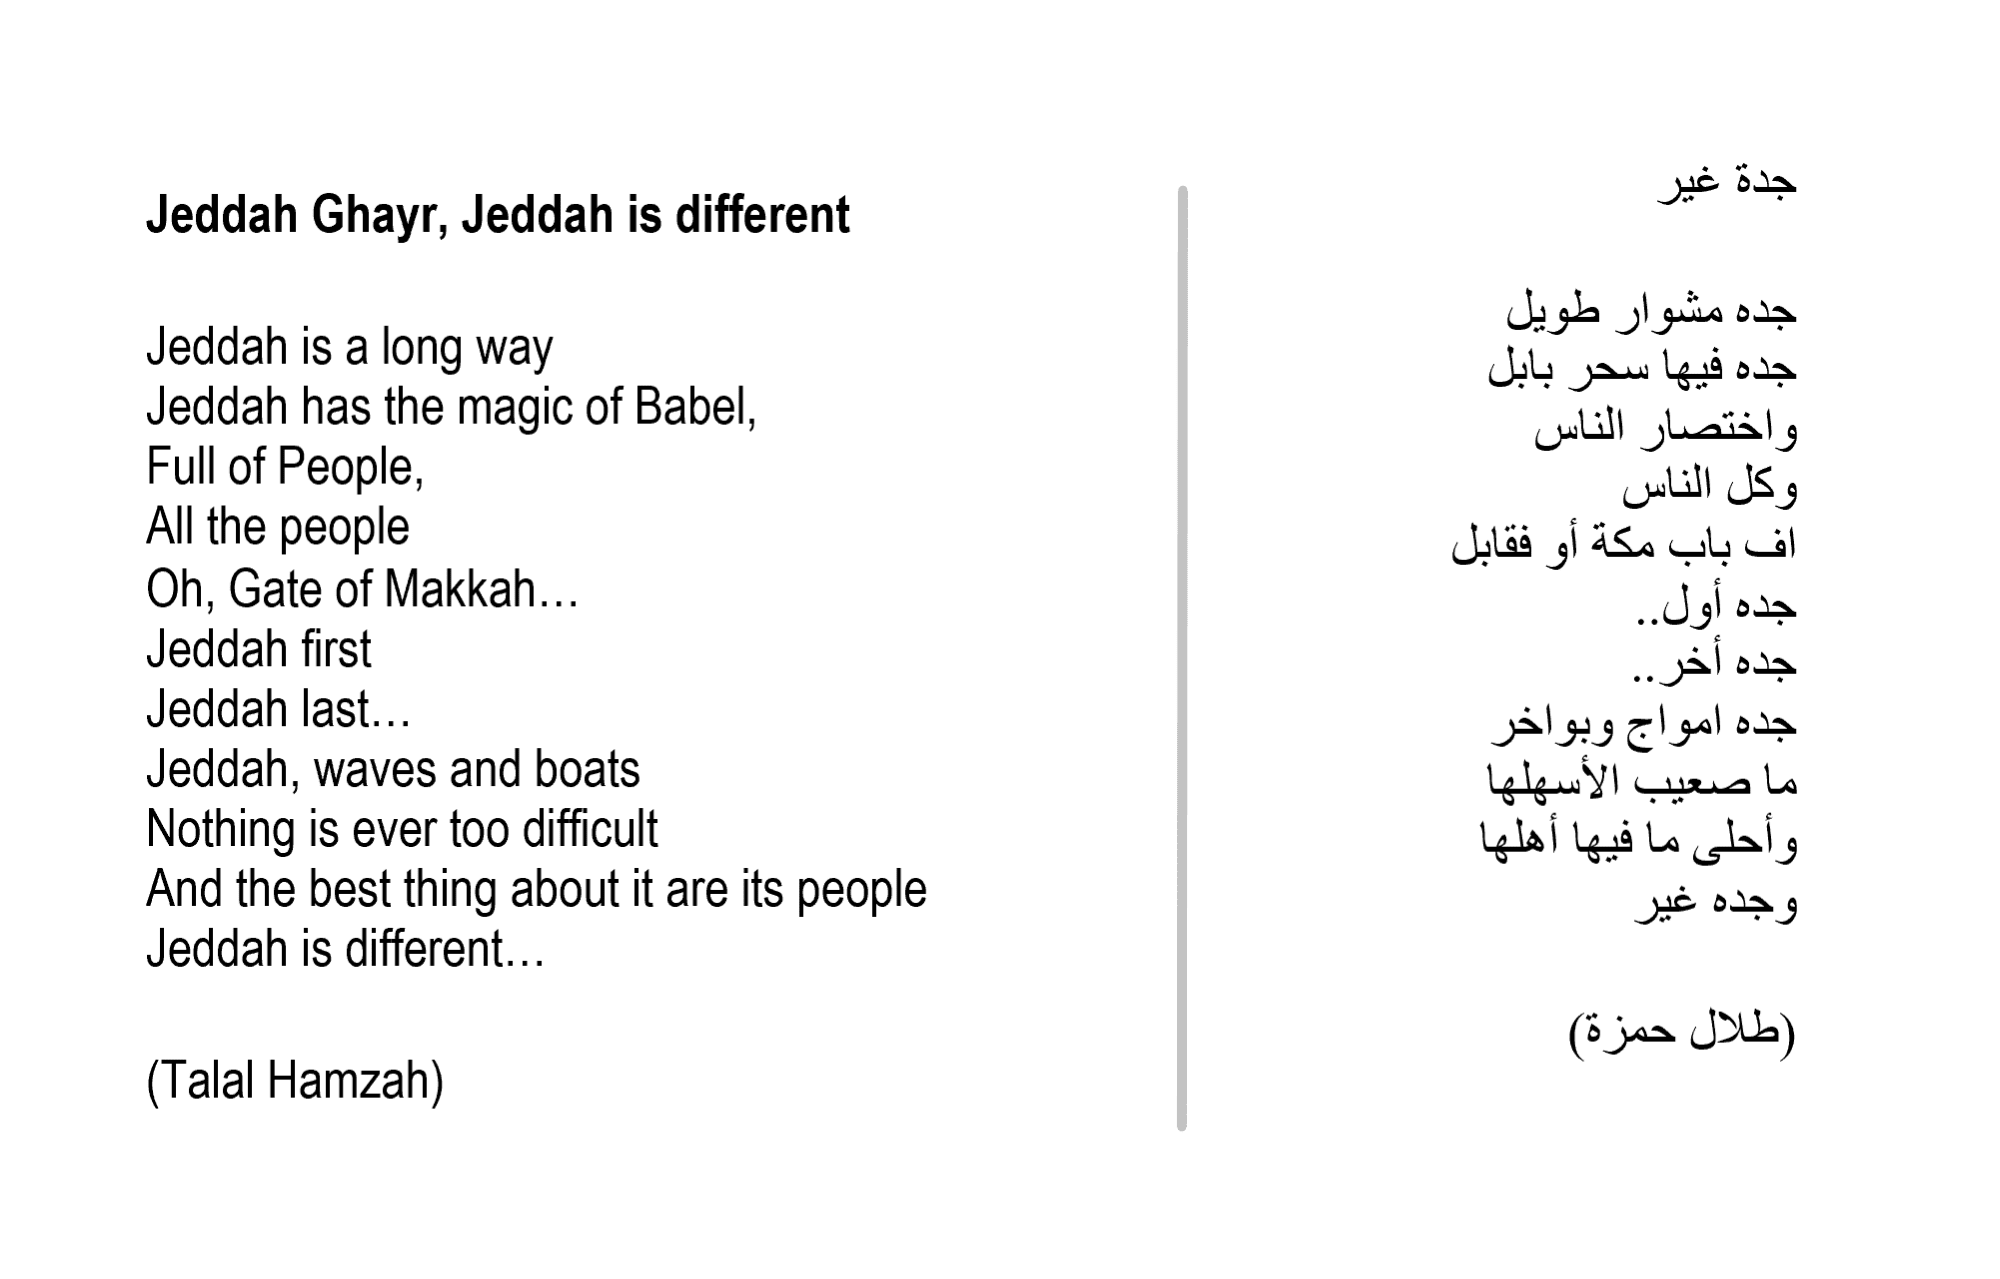 Jeddah Ghayr, Jeddah is different
Jeddah is a long way
Jeddah has the magic of Babel,
Full of People,
All the people
Oh, Gate of Makkah…
Jeddah first
Jeddah last…
Jeddah, waves and boats
Nothing is ever too difficult
And the best thing about it are its people
Jeddah is different…
(Talal Hamzah)
جدة غير
جده مشوار طويل
جده فيها سحر بابل
واختصار الناس
وكل الناس
اف باب مكة أو فقابل
جده أول..
جده أخر..
جده امواج وبواخر
ما صعيب الأسهلها
وأحلى ما فيها أهلها
وجده غير
(طلال حمزة)